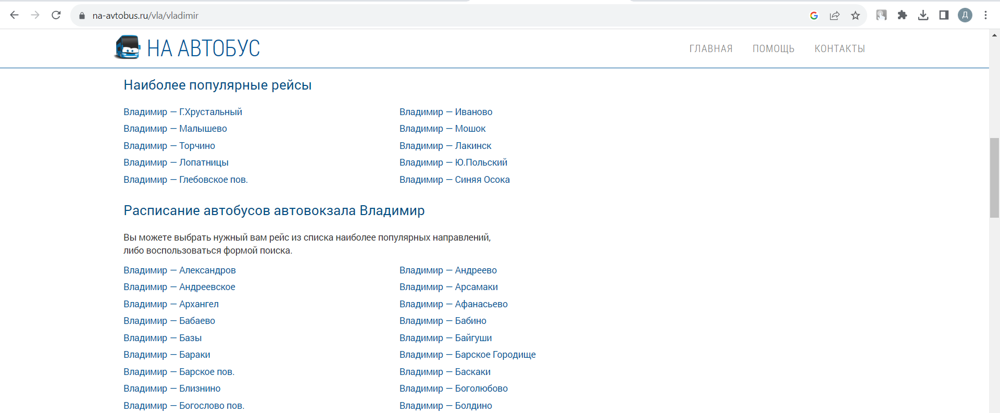 na-avtobus.ru/vla/vladimir
Д
НА АВТОБУС
ГЛАВНАЯ ПОМОЩЬ КОНТАКТЫ
Наиболее популярные рейсы
Владимир — Г.Хрустальный
Владимир — Иваново
Владимир — Малышево
Владимир — Мошок
Владимир — Торчино
Владимир — Лакинск
Владимир — Лопатницы
Владимир — Ю.Польский
Владимир — Глебовское пов.
Владимир — Синяя Осока
Расписание автобусов автовокзала Владимир
Вы можете выбрать нужный вам рейс из списка наиболее популярных направлений,
либо воспользоваться формой поиска.
Владимир — Александров
Владимир — Андреево
Владимир — Андреевское
Владимир — Арсамаки
Владимир — Архангел
Владимир — Афанасьево
Владимир — Бабаево
Владимир — Бабино
Владимир — Базы
Владимир — Байгуши
Владимир — Бараки
Владимир — Барское Городище
Владимир — Барское пов.
Владимир — Баскаки
Владимир — Близнино
Владимир — Боголюбово
Владимир — Богослово пов.
Владимир — Болдино